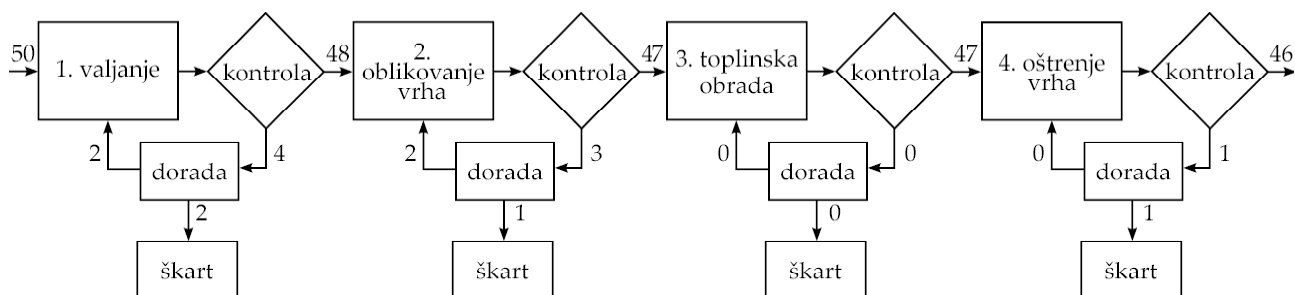 50
1. valjanje
kontrola
48
2.
oblikovanje
vrha
kontrola
47
3. toplinska
obrada
kontrola
47
4. oštrenje
vrha
kontrola
46
2
dorada
4
2
dorada
3
0
dorada
0
0
dorada
1
2
1
0
1
škart
škart
škart
škart